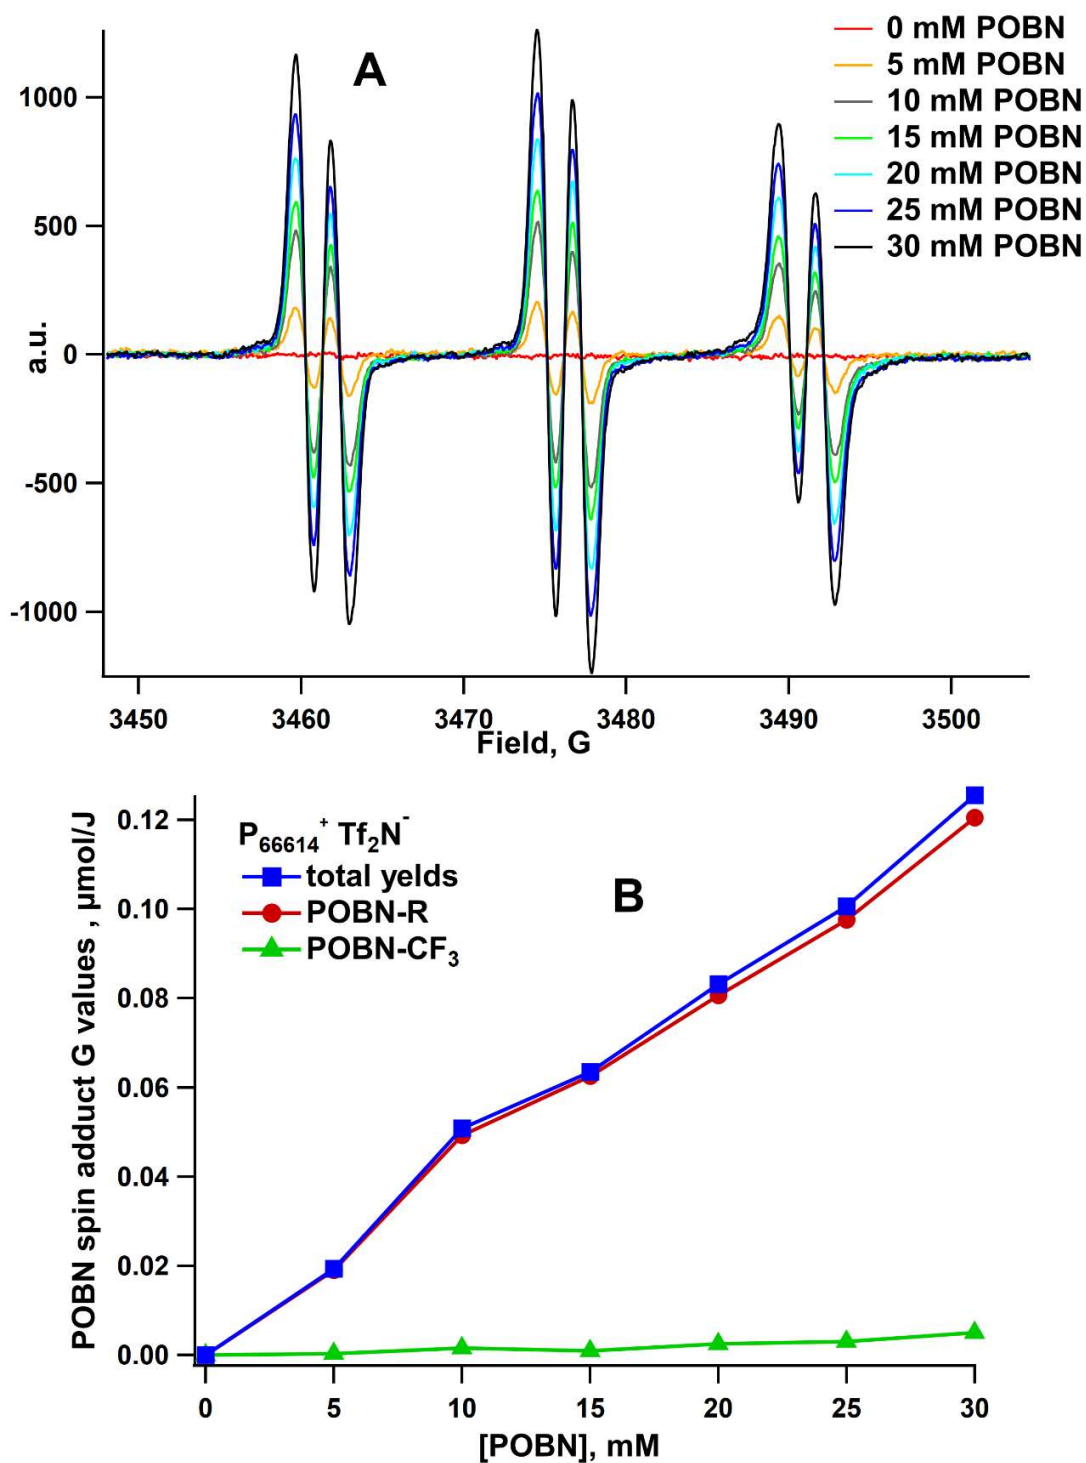 A
0 mM POBN
5 mM POBN
10 mM POBN
15 mM POBN
20 mM POBN
25 mM POBN
30 mM POBN
1000
500
0
-500
-1000
a.u.
3450 3460 3470 3480 3490 3500
Field, G
B
P66614+ Tf2N-
total yelds
POBN-R
POBN-CF3
0.12
0.10
0.08
0.06
0.04
0.02
0.00
POBN spin adduct G values , µmol/J
0 5 10 15 20 25 30
[POBN], mM